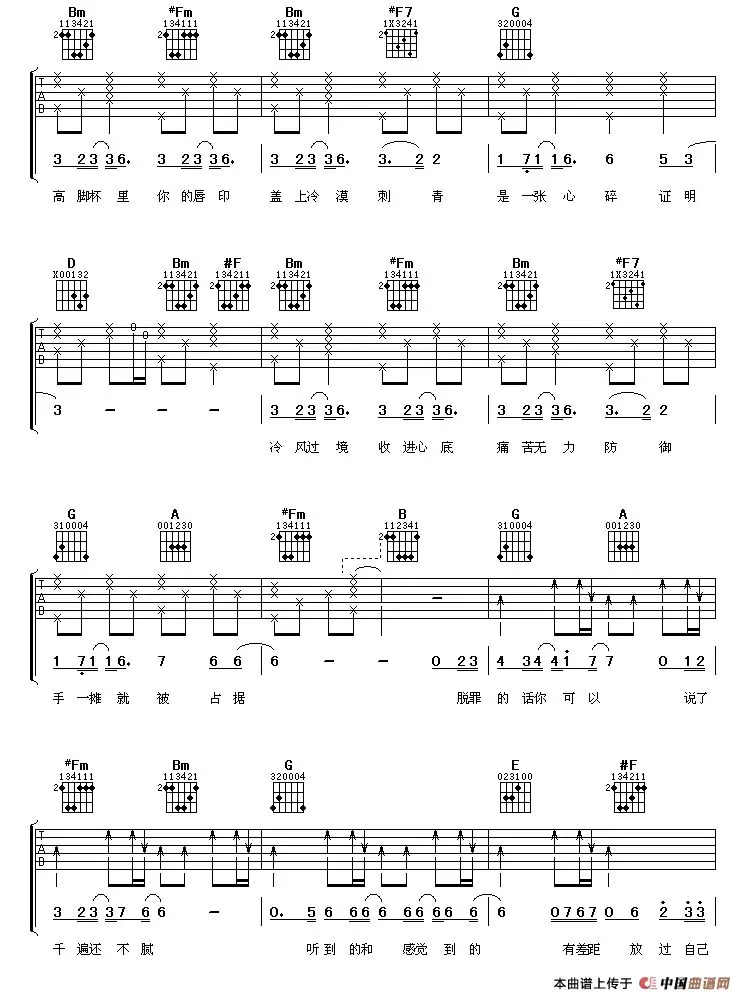 Bm #Fm Bm #F7 G
2 113421 2 134111 2 113421 2 1X3241 320004
T A B
3 23 36. 3 23 36. 3 23 36. 3. 2 2 1 71 16. 6 5 3
高 脚杯 里 你 的唇 印 盖 上冷 漠 刺 青 是 一张 心 碎 证 明
D Bm #F Bm #Fm Bm #F7
X00132 2 113421 2 134211 2 113421 2 134111 2 113421 2 1X3241
T A B 0 0
3 - - - 3 23 36. 3 23 36. 3 23 36. 3. 2 2
冷 风过 境 收 进心 底 痛 苦无 力 防 御
G A #Fm B G A
310004 001230 2 134111 2 112341 310004 001230
T A B
1 71 16. 7 6 6 6 - - 0 23 4 34 41 7 7 0 12
手 一摊 就 被 占 据 脱罪 的 话你 可 以 说了
#Fm Bm G E #F
2 134111 2 113421 320004 023100 2 134211
T A B
3 23 37 6 6 - 0. 5 6 6 6 6 6 6 6 6 6 6 0767 0 6 2 33
千 遍还 不 腻 听到 的和 感觉 到 的 有差距 放 过 自己
本曲谱上传于 中国曲谱网